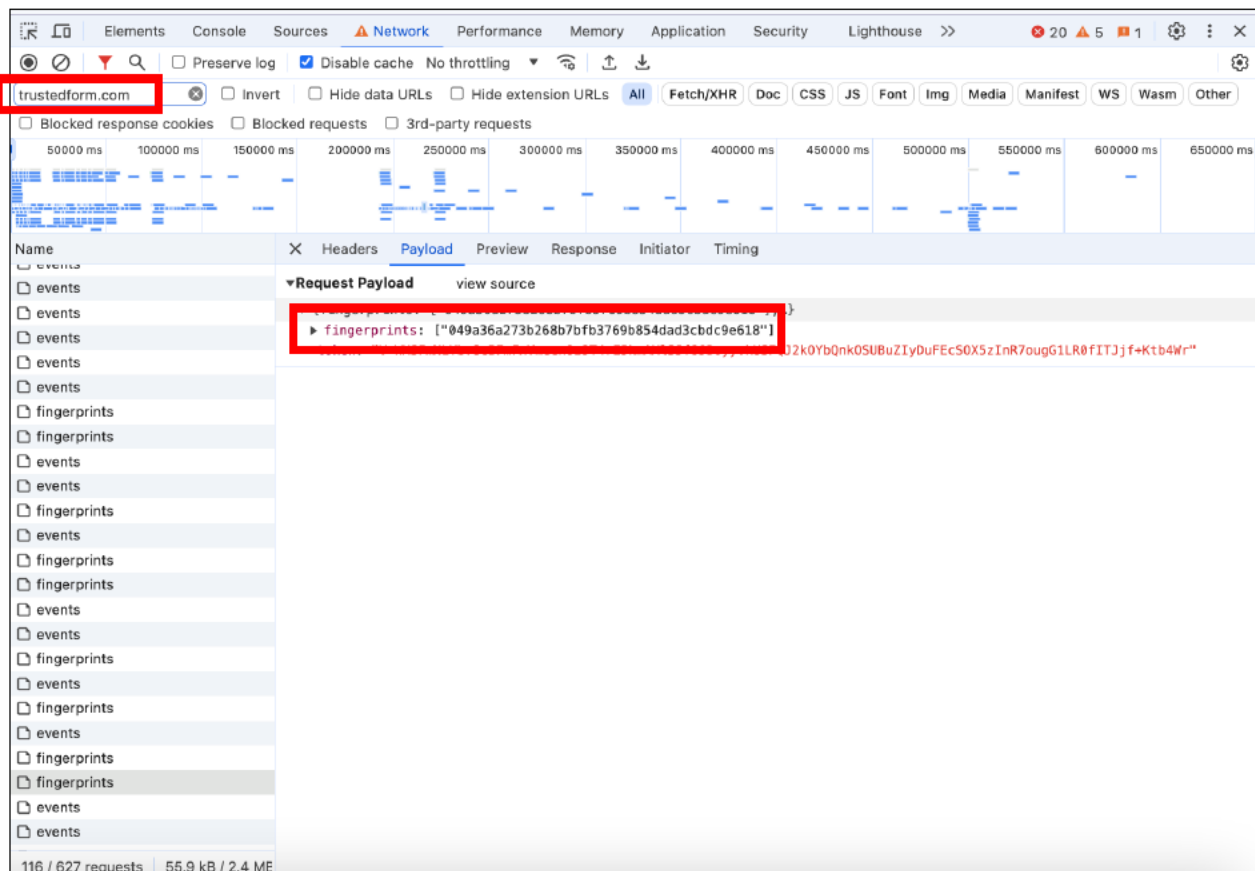 Elements Console Sources Network Performance Memory Application Security Lighthouse 20 5 1
Preserve log Disable cache No throttling
trustedform.com Invert Hide data URLs Hide extension URLs All Fetch/XHR Doc CSS JS Font Img Media Manifest WS Wasm Other
Blocked response cookies Blocked requests 3rd-party requests
50000 ms 100000 ms 150000 ms 200000 ms 250000 ms 300000 ms 350000 ms 400000 ms 450000 ms 500000 ms 550000 ms 600000 ms 650000 ms
Name Headers Payload Preview Response Initiator Timing
events
events
events
events
events
events
fingerprints
fingerprints
events
events
fingerprints
events
fingerprints
fingerprints
events
events
fingerprints
events
fingerprints
events
fingerprints
fingerprints
events
events
116 / 627 requests 55.9 kB / 2.4 MB
Request Payload view source
fingerprints: ["049a36a273b268b7bfb3769b854dad3cbdc9e618"]
J2kOYbQnkOSUBuZIyDuFEcSOX5zInR7ougG1LR0fITJjf+Ktb4Wr"